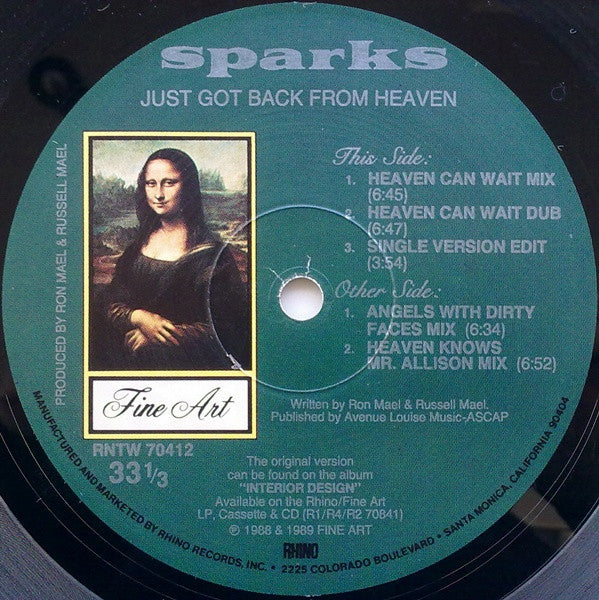 sparks
JUST GOT BACK FROM HEAVEN
PRODUCED BY RON MAEL & RUSSELL MAEL
This Side:
1. HEAVEN CAN WAIT MIX
(6:45)
2. HEAVEN CAN WAIT DUB
(6:47)
3. SINGLE VERSION EDIT
(3:54)
Other Side:
1. ANGELS WITH DIRTY
FACES MIX (6:34)
2. HEAVEN KNOWS
MR. ALLISON MIX (6:52)
Fine Art
Written by Ron Mael & Russell Mael.
Published by Avenue Louise Music-ASCAP
RNTW 70412
33 1/3
The original version
can be found on the album
"INTERIOR DESIGN"
Available on the Rhino/Fine Art
LP, Cassette & CD (R1/R4/R2 70841)
℗ 1988 & 1989 FINE ART
RHINO
MANUFACTURED AND MARKETED BY RHINO RECORDS, INC. • 2225 COLORADO BOULEVARD • SANTA MONICA, CALIFORNIA 90404